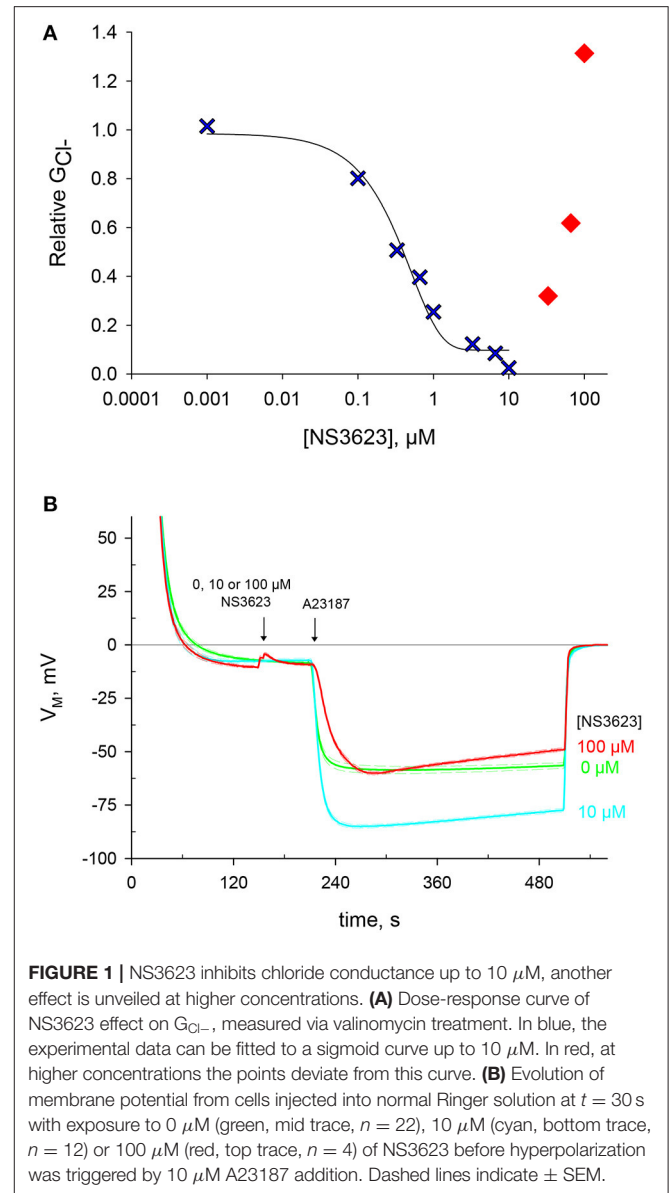 A
1.4
1.2
1.0
0.8
0.6
0.4
0.2
0.0
Relative GCl-
0.0001 0.001 0.01 0.1 1 10 100
[NS3623], µM
B
50
25
0
-25
-50
-75
-100
VM, mV
0, 10 or 100 µM
NS3623
A23187
[NS3623]
100 µM
0 µM
10 µM
0 120 240 360 480
time, s
FIGURE 1 | NS3623 inhibits chloride conductance up to 10 µM, another
effect is unveiled at higher concentrations. (A) Dose-response curve of
NS3623 effect on GCl−, measured via valinomycin treatment. In blue, the
experimental data can be fitted to a sigmoid curve up to 10 µM. In red, at
higher concentrations the points deviate from this curve. (B) Evolution of
membrane potential from cells injected into normal Ringer solution at t = 30 s
with exposure to 0 µM (green, mid trace, n = 22), 10 µM (cyan, bottom trace,
n = 12) or 100 µM (red, top trace, n = 4) of NS3623 before hyperpolarization
was triggered by 10 µM A23187 addition. Dashed lines indicate ± SEM.